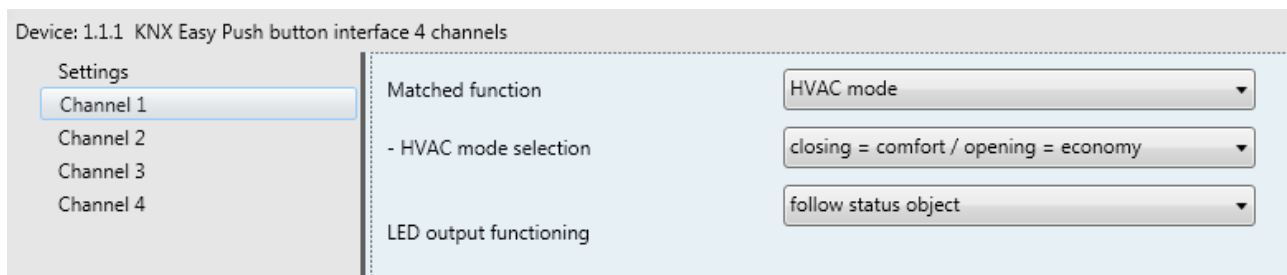 Device: 1.1.1 KNX Easy Push button interface 4 channels
Settings
Channel 1
Channel 2
Channel 3
Channel 4
Matched function
HVAC mode
- HVAC mode selection
closing = comfort / opening = economy
follow status object
LED output functioning